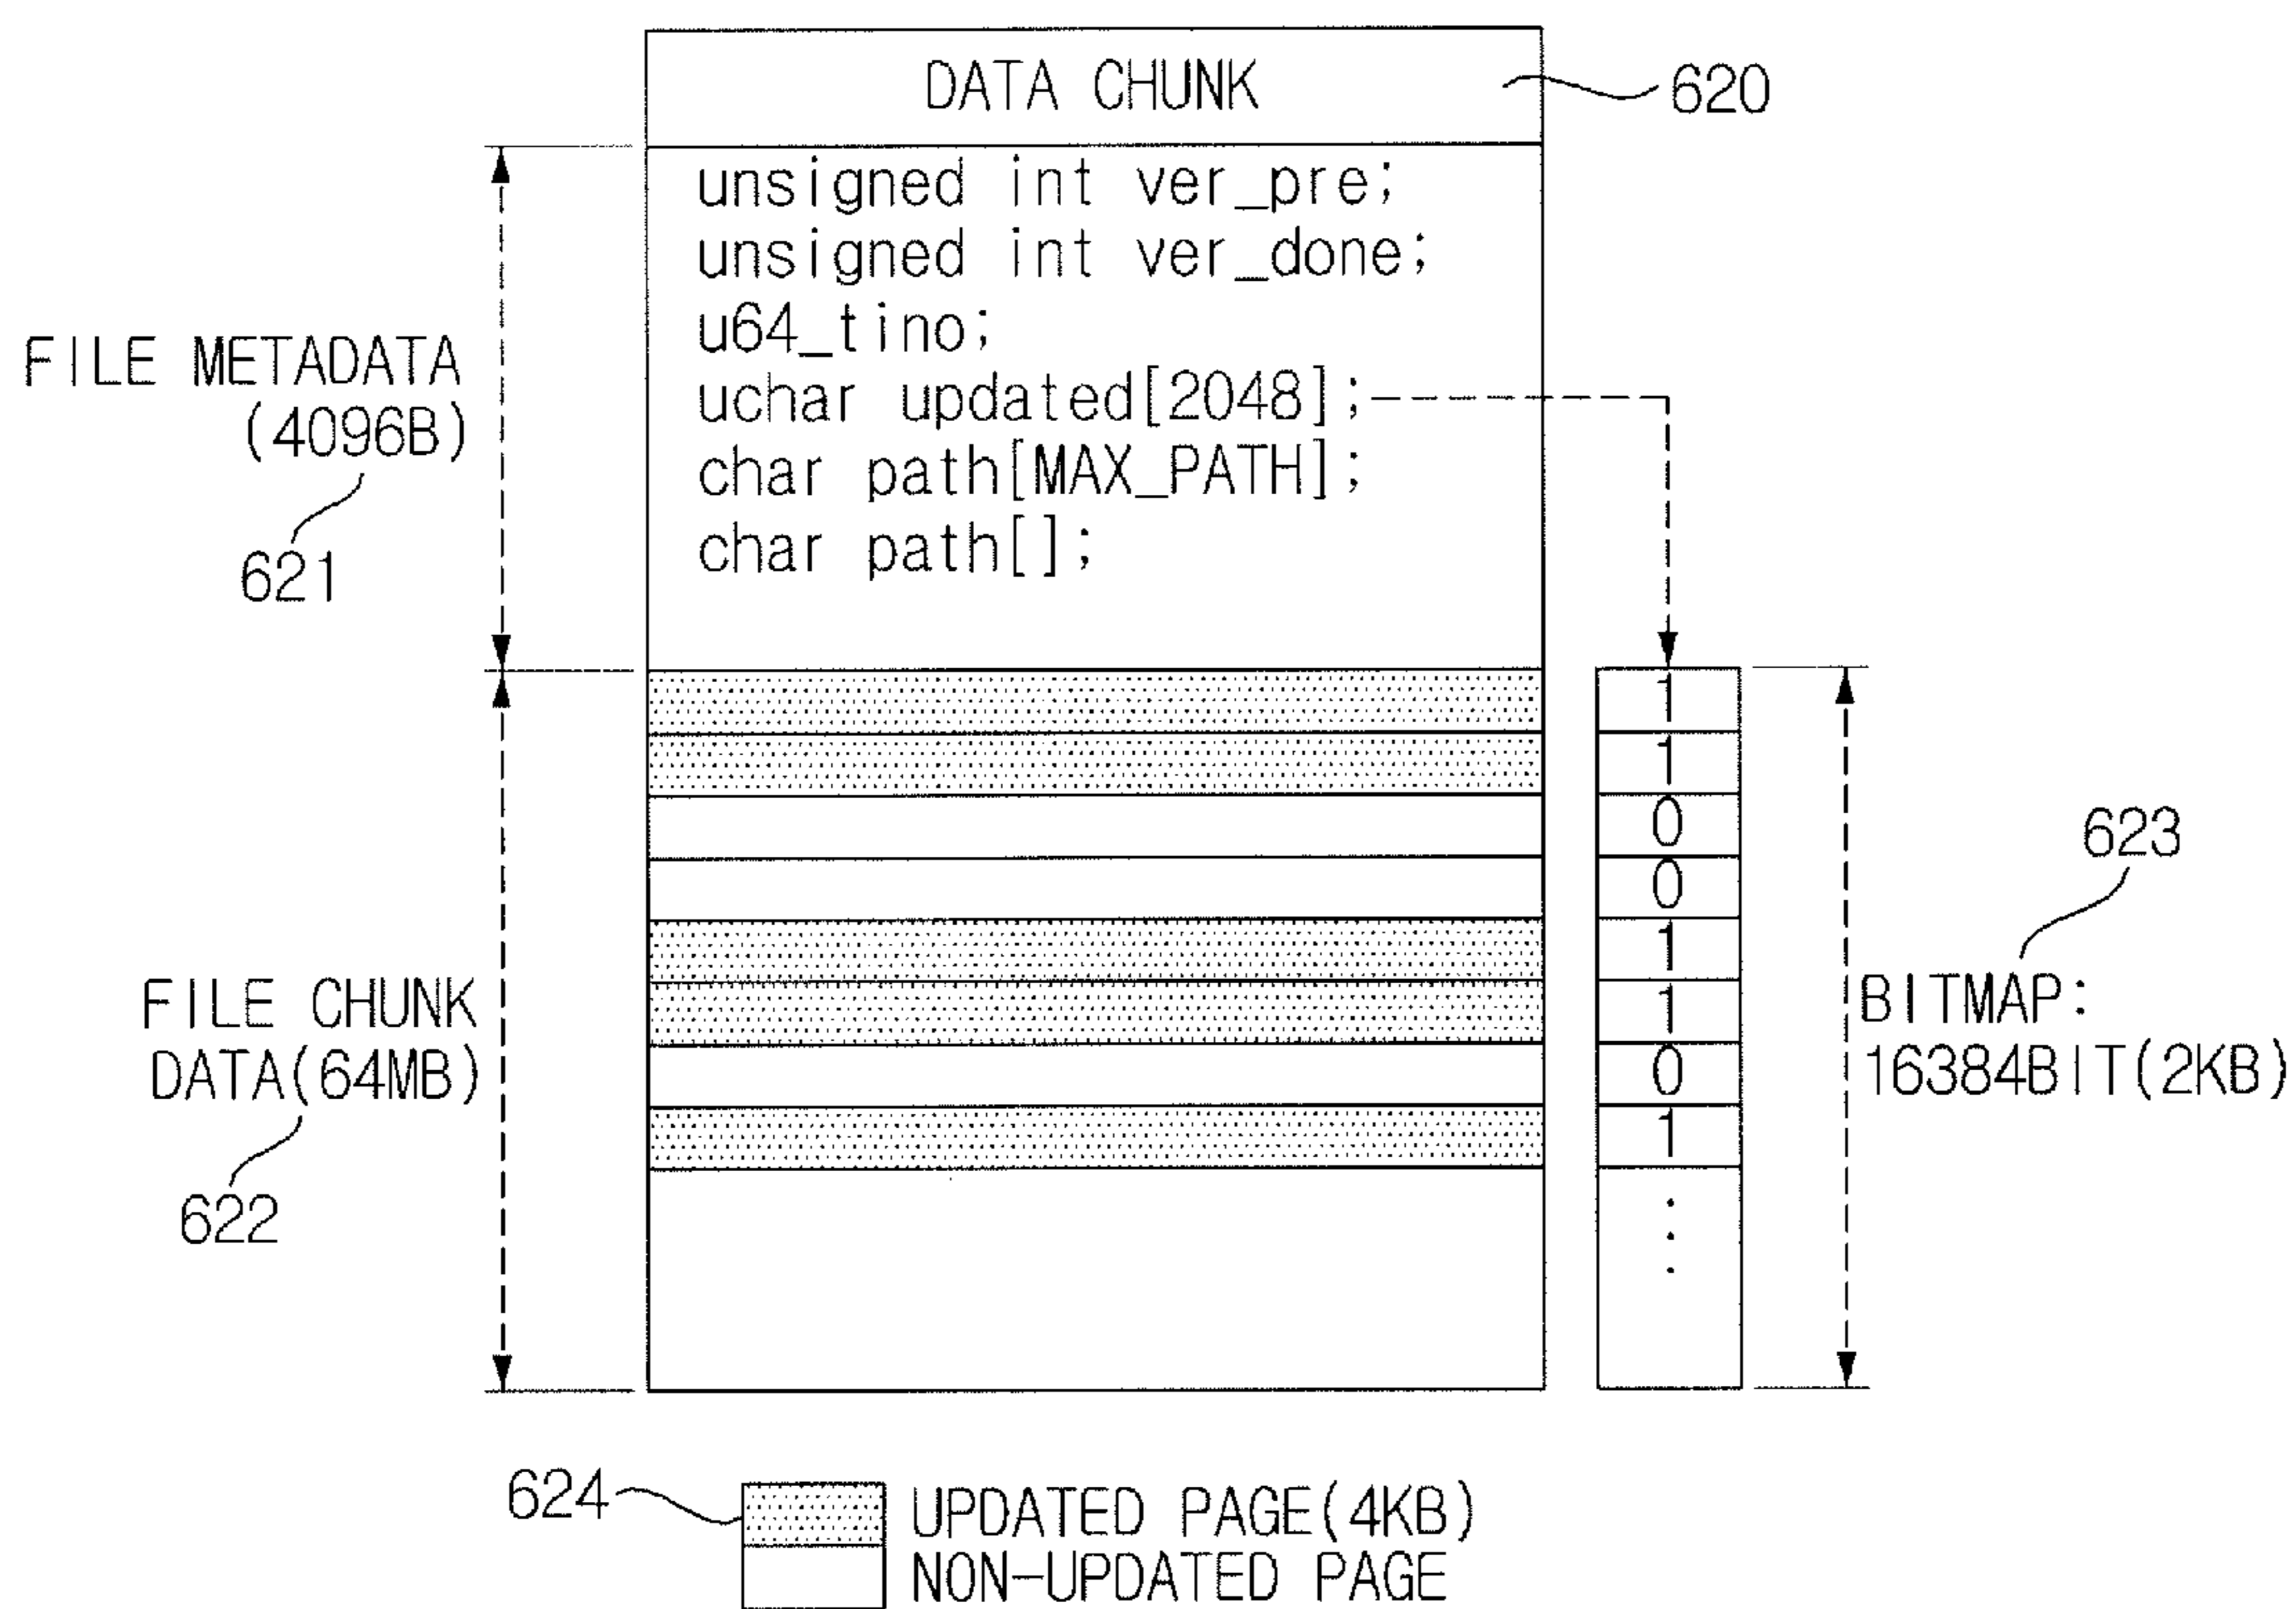 DATA CHUNK
620
unsigned int ver_pre;
unsigned int ver_done;
u64_tino;
uchar updated[2048];
char path[MAX_PATH];
char path[];
FILE METADATA
(4096B)
621
1
1
0
0
1
1
0
1
FILE CHUNK
DATA(64MB)
622
623
BITMAP:
16384BIT(2KB)
624
UPDATED PAGE(4KB)
NON-UPDATED PAGE